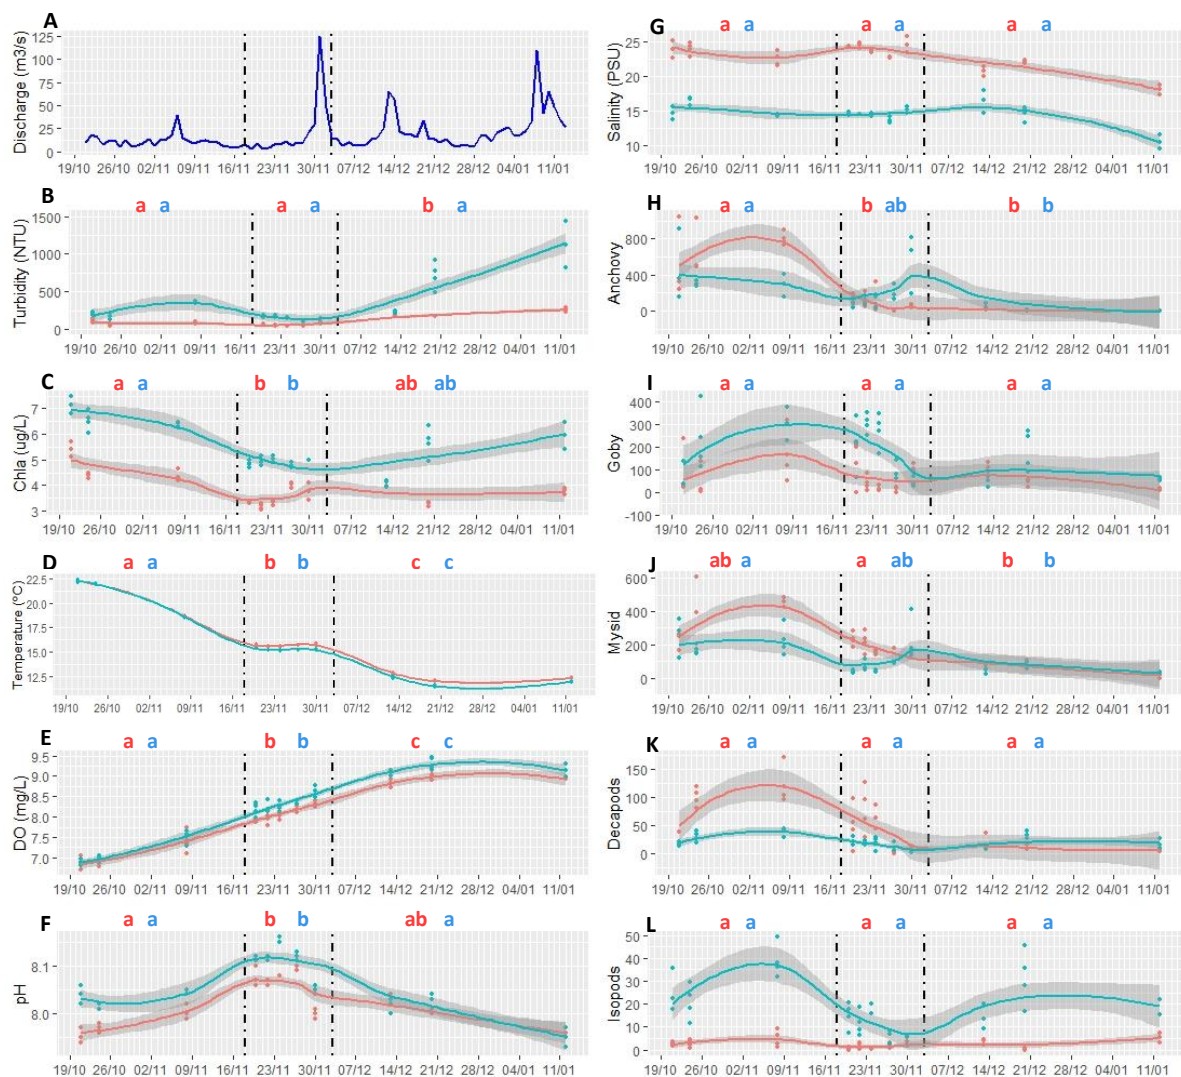 A
Discharge (m3/s)
125
100
75
50
25
0
19/10 26/10 02/11 09/11 16/11 23/11 30/11 07/12 14/12 21/12 28/12 04/01 11/01
B
a a a a b a
Turbidity (NTU)
1500
1000
500
0
19/10 26/10 02/11 09/11 16/11 23/11 30/11 07/12 14/12 21/12 28/12 04/01 11/01
C
a a b b ab ab
Chla (ug/L)
7
6
5
4
3
19/10 26/10 02/11 09/11 16/11 23/11 30/11 07/12 14/12 21/12 28/12 04/01 11/01
D
a a b b c c
Temperature (ºC)
22.5
20.0
17.5
15.0
12.5
19/10 26/10 02/11 09/11 16/11 23/11 30/11 07/12 14/12 21/12 28/12 04/01 11/01
E
a a b b c c
DO (mg/L)
9.5
9.0
8.5
8.0
7.5
7.0
19/10 26/10 02/11 09/11 16/11 23/11 30/11 07/12 14/12 21/12 28/12 04/01 11/01
F
a a b b ab a
pH
8.1
8.0
19/10 26/10 02/11 09/11 16/11 23/11 30/11 07/12 14/12 21/12 28/12 04/01 11/01
G
a a a a a a
Salinity (PSU)
25
20
15
10
19/10 26/10 02/11 09/11 16/11 23/11 30/11 07/12 14/12 21/12 28/12 04/01 11/01
H
a a b ab b b
Anchovy
800
400
0
19/10 26/10 02/11 09/11 16/11 23/11 30/11 07/12 14/12 21/12 28/12 04/01 11/01
I
a a a a a a
Goby
400
300
200
100
0
-100
19/10 26/10 02/11 09/11 16/11 23/11 30/11 07/12 14/12 21/12 28/12 04/01 11/01
J
ab a a ab b b
Mysid
600
400
200
0
19/10 26/10 02/11 09/11 16/11 23/11 30/11 07/12 14/12 21/12 28/12 04/01 11/01
K
a a a a a a
Decapods
150
100
50
0
19/10 26/10 02/11 09/11 16/11 23/11 30/11 07/12 14/12 21/12 28/12 04/01 11/01
L
a a a a a a
Isopods
50
40
30
20
10
0
19/10 26/10 02/11 09/11 16/11 23/11 30/11 07/12 14/12 21/12 28/12 04/01 11/01